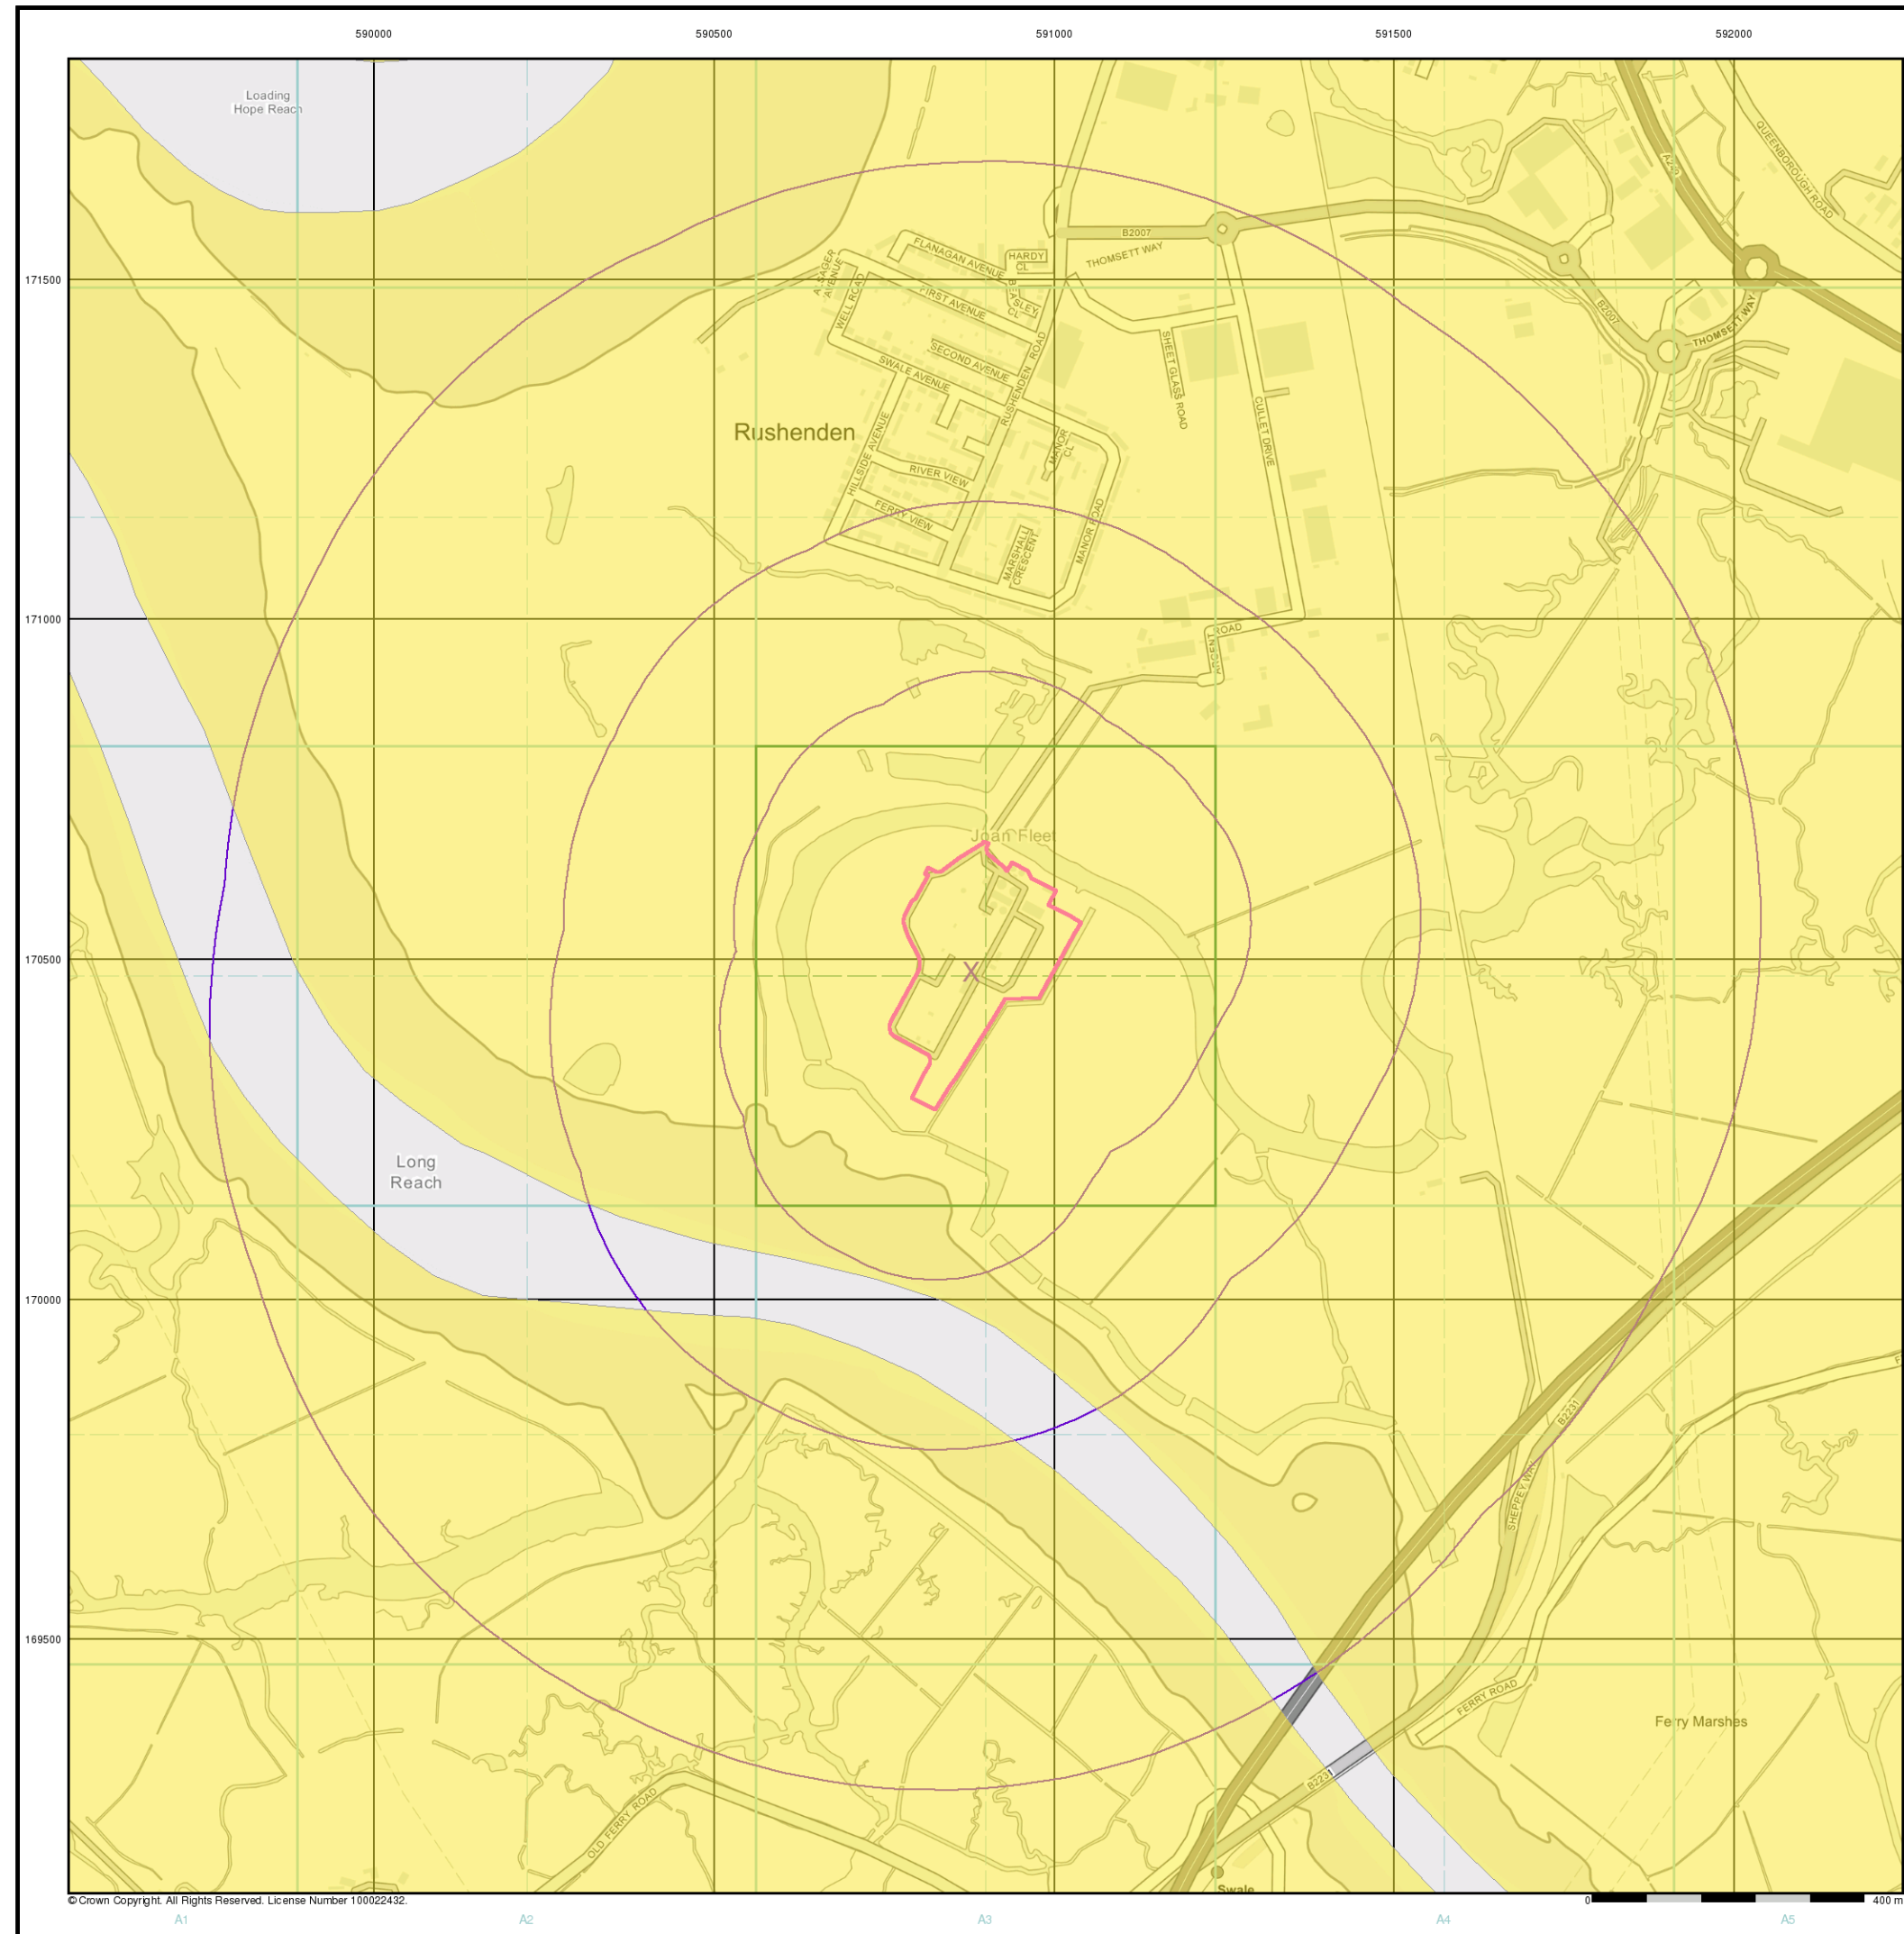 590000
590500
591000
591500
592000
Loading
Hope Reach
QUEENBOROUGH ROAD
B2007
THOMSETT WAY
FLANAGAN AVENUE
HARDY
CL
171500
WELL ROAD
FIRST AVENUE
BEASLEY
CL
B2007
THOMSETT WAY
SECOND AVENUE
SWALE AVENUE
RUSHENDEN ROAD
SHEET GLASS ROAD
CULLET DRIVE
Rushenden
HILLSIDE AVENUE
MANOR
CL
RIVER VIEW
FERRY VIEW
MARSHALL
CRESCENT
MANOR ROAD
171000
ROAD
Joan Fleet
X
170500
Long
Reach
170000
B2231
SHEPPEY WAY
169500
FERRY ROAD
Ferry Marshes
B2231
OLD FERRY ROAD
Swale
© Crown Copyright. All Rights Reserved. License Number 100022432.
0
400 m
A1
A2
A3
A4
A5